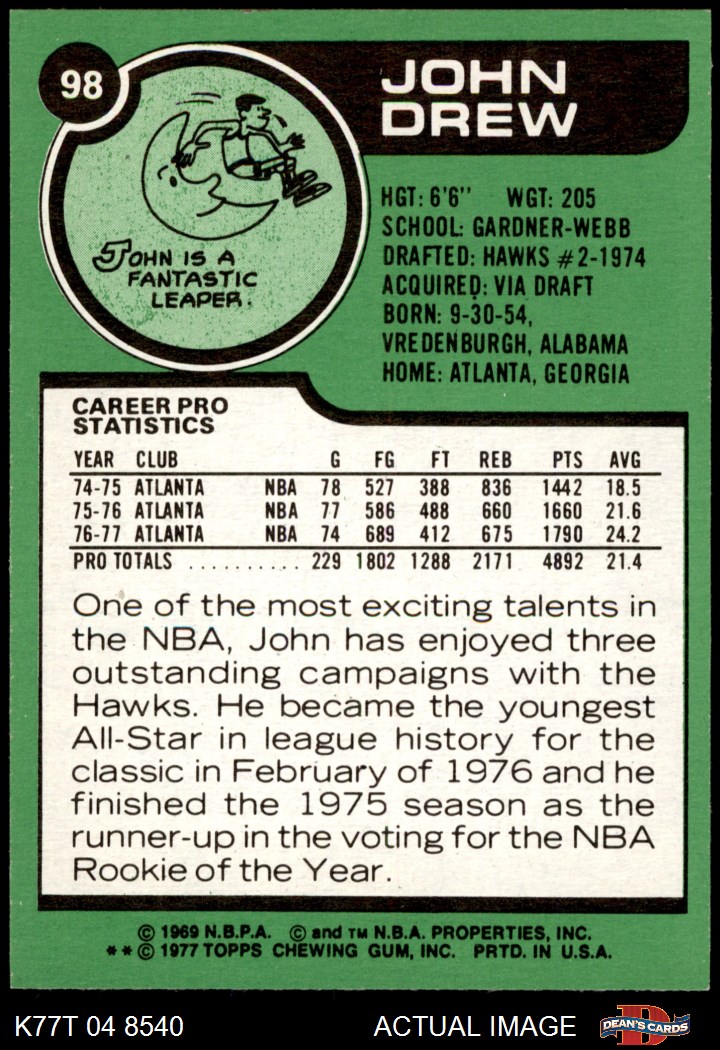 98
JOHN
DREW
JOHN IS A
FANTASTIC
LEAPER.
HGT: 6'6" WGT: 205
SCHOOL: GARDNER-WEBB
DRAFTED: HAWKS #2-1974
ACQUIRED: VIA DRAFT
BORN: 9-30-54,
VREDENBURGH, ALABAMA
HOME: ATLANTA, GEORGIA
CAREER PRO
STATISTICS
YEAR CLUB G FG FT REB PTS AVG
74-75 ATLANTA NBA 78 527 388 836 1442 18.5
75-76 ATLANTA NBA 77 586 488 660 1660 21.6
76-77 ATLANTA NBA 74 689 412 675 1790 24.2
PRO TOTALS .......... 229 1802 1288 2171 4892 21.4
One of the most exciting talents in
the NBA, John has enjoyed three
outstanding campaigns with the
Hawks. He became the youngest
All-Star in league history for the
classic in February of 1976 and he
finished the 1975 season as the
runner-up in the voting for the NBA
Rookie of the Year.
© 1969 N.B.P.A. © and TM N.B.A. PROPERTIES, INC.
**© 1977 TOPPS CHEWING GUM, INC. PRTD. IN U.S.A.
K77T 04 8540 ACTUAL IMAGE D DEAN'S CARDS